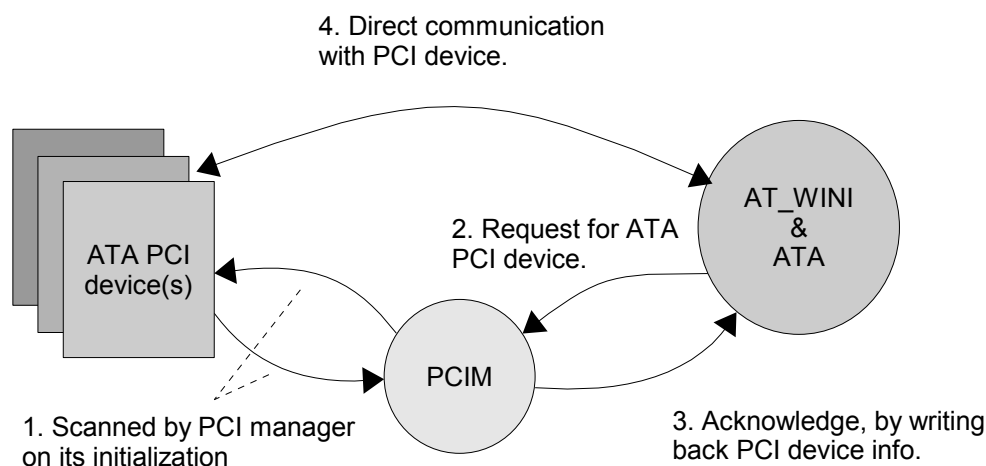 4. Direct communication
with PCI device.
AT_WINI
&
ATA
2. Request for ATA
PCI device.
ATA PCI
device(s)
PCIM
1. Scanned by PCI manager
on its initialization
3. Acknowledge, by writing
back PCI device info.